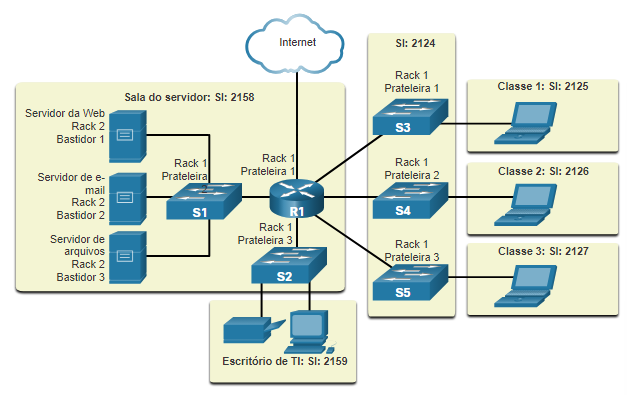 Internet
SI: 2124
Sala do servidor: SI: 2158
Servidor da Web
Rack 2
Bastidor 1
Servidor de e-
mail
Rack 2
Bastidor 2
Servidor de
arquivos
Rack 2
Bastidor 3
Rack 1
Prateleira
2
S1
Rack 1
Prateleira 1
R1
Rack 1
Prateleira 3
S2
Escritório de TI: SI: 2159
Rack 1
Prateleira 1
S3
Rack 1
Prateleira 2
S4
Rack 1
Prateleira 3
S5
Classe 1: SI: 2125
Classe 2: SI: 2126
Classe 3: SI: 2127